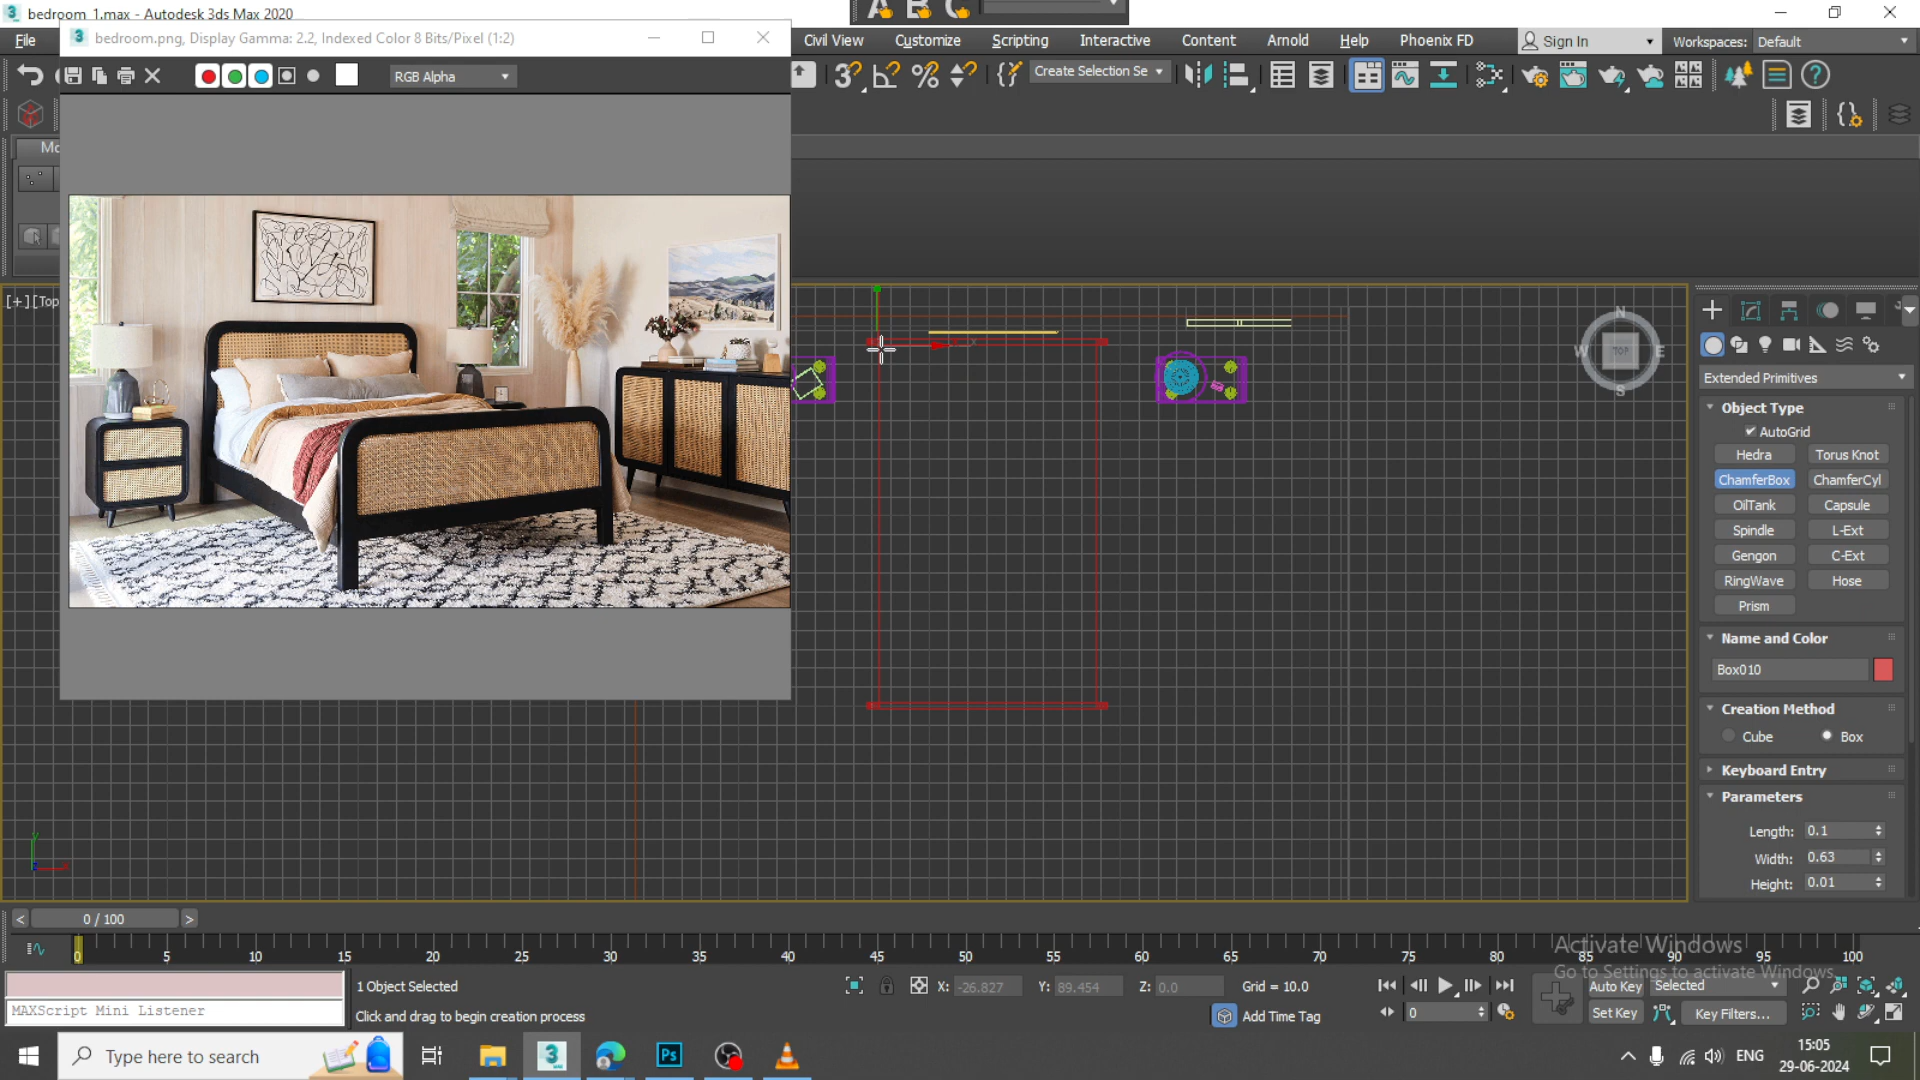 bedroom_1.max - Autodesk 3ds Max 2020
bedroom.png, Display Gamma: 2.2, Indexed Color 8 Bits/Pixel (1:2)
File
Civil View
Customize
Scripting
Interactive
Content
Arnold
Help
Phoenix FD
Sign In
Workspaces: Default
RGB Alpha
Create Selection Se
[+][Top
N
W
TOP
E
S
Extended Primitives
Object Type
AutoGrid
Hedra
Torus Knot
ChamferBox
ChamferCyl
OilTank
Capsule
Spindle
L-Ext
Gengon
C-Ext
RingWave
Hose
Prism
Name and Color
Box010
Creation Method
Cube
Box
Keyboard Entry
Parameters
Length: 0.1
Width: 0.63
Height: 0.01
0 / 100
0 5 10 15 20 25 30 35 40 45 50 55 60 65 70 75 80 85 90 95 100
Activate Windows
Go to Settings to activate Windows.
1 Object Selected
X: -26.827
Y: 89.454
Z: 0.0
Grid = 10.0
Auto Key
Selected
MAXScript Mini Listener
Click and drag to begin creation process
Add Time Tag
0
Set Key
Key Filters...
Type here to search
ENG
15:05
29-06-2024